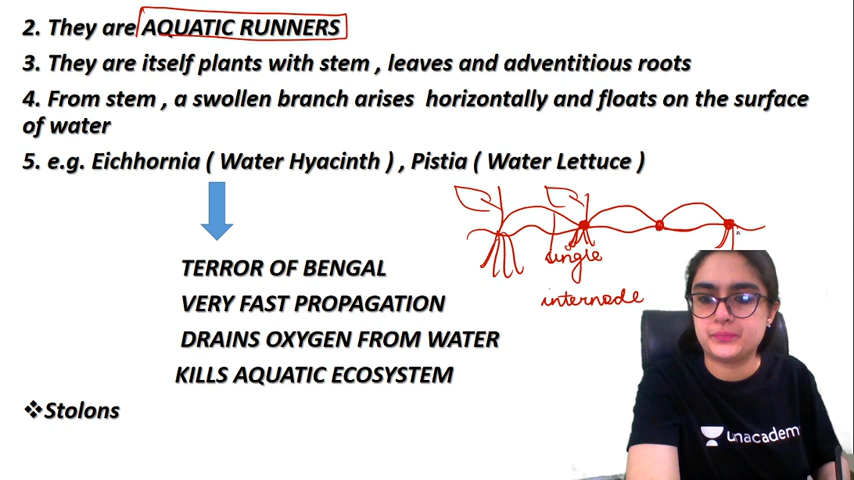 2. They are AQUATIC RUNNERS
3. They are itself plants with stem , leaves and adventitious roots
4. From stem , a swollen branch arises horizontally and floats on the surface
of water
5. e.g. Eichhornia ( Water Hyacinth ) , Pistia ( Water Lettuce )
single
internode
TERROR OF BENGAL
VERY FAST PROPAGATION
DRAINS OXYGEN FROM WATER
KILLS AQUATIC ECOSYSTEM
❖Stolons
unacademy